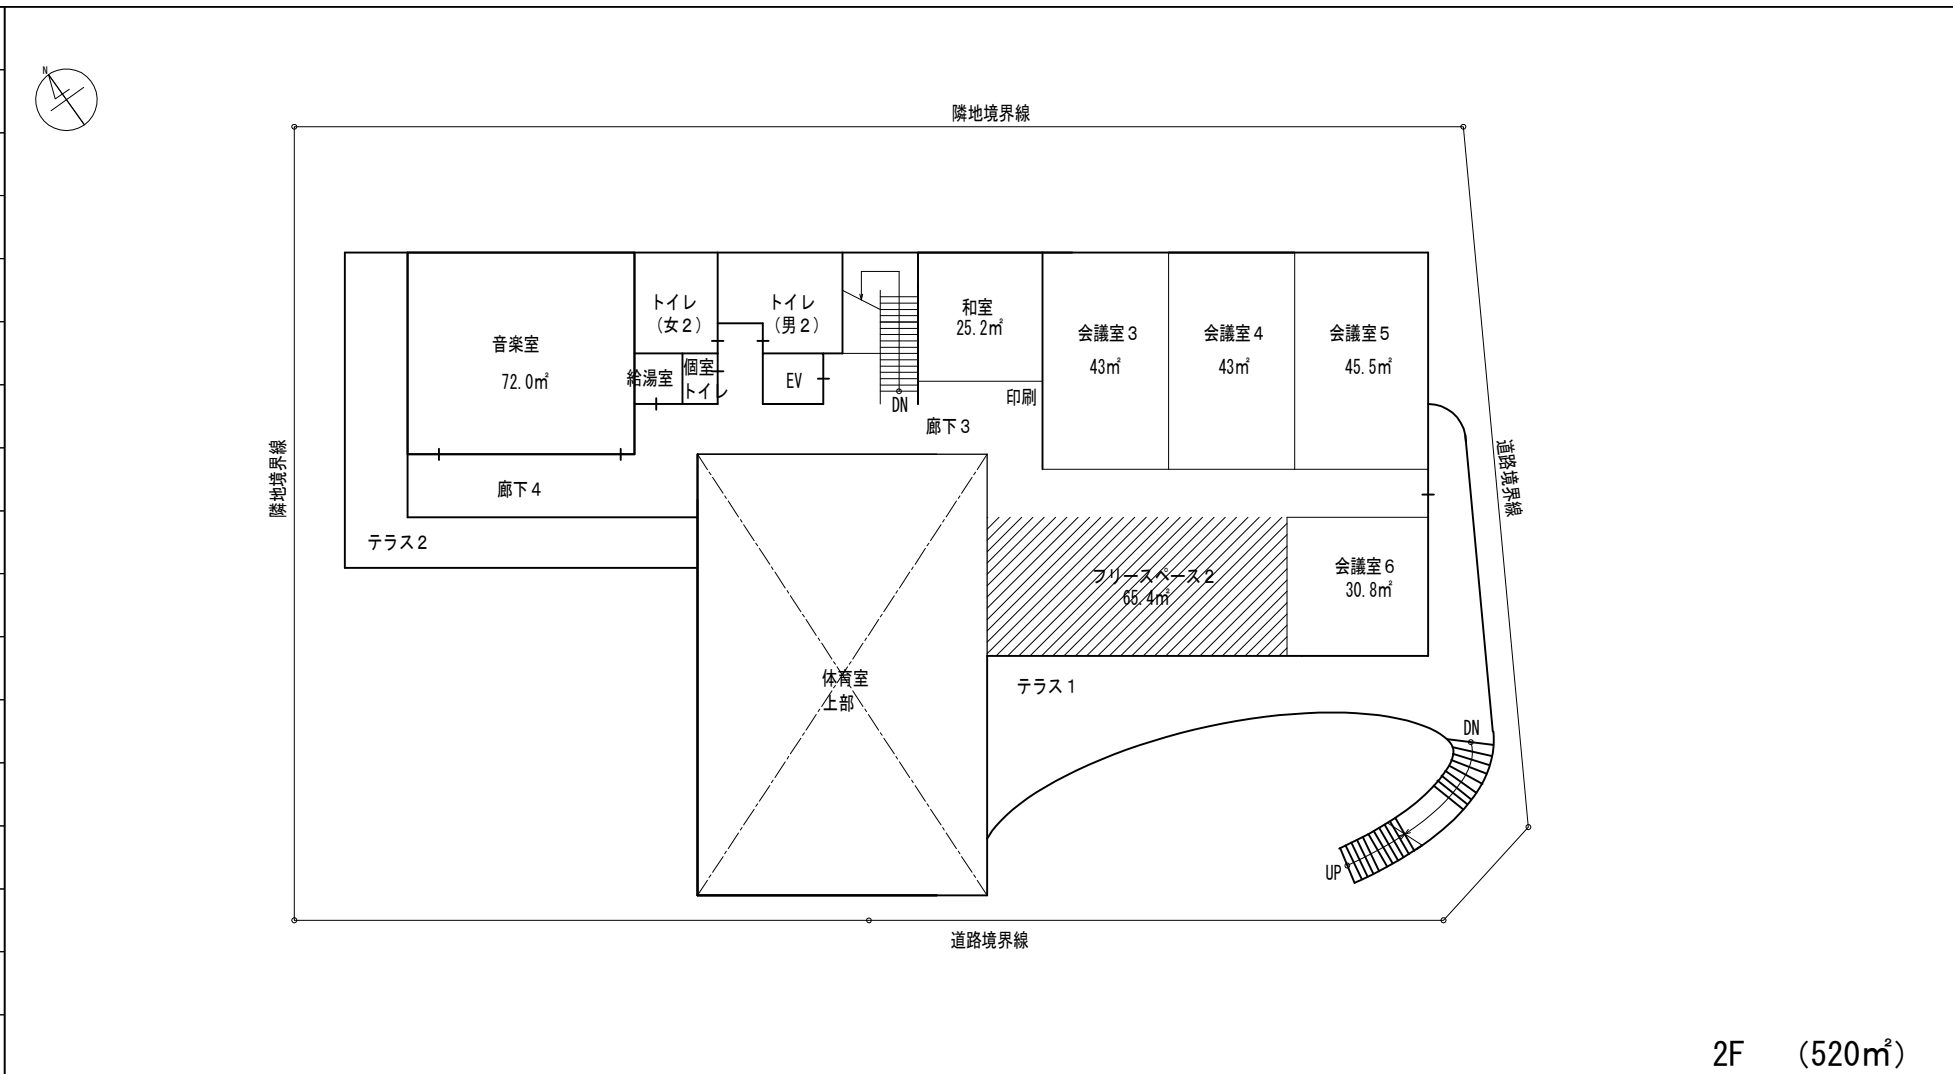 N
隣地境界線
トイレ
（女２）
トイレ
（男２）
和室
25.2㎡
会議室３
43㎡
会議室４
43㎡
会議室５
45.5㎡
音楽室
72.0㎡
給湯室
個室
トイレ
EV
DN
印刷
廊下３
隣地境界線
道路境界線
廊下４
テラス２
フリースペース２
65.4㎡
会議室６
30.8㎡
体育室
上部
テラス１
DN
UP
道路境界線
2F （520㎡）